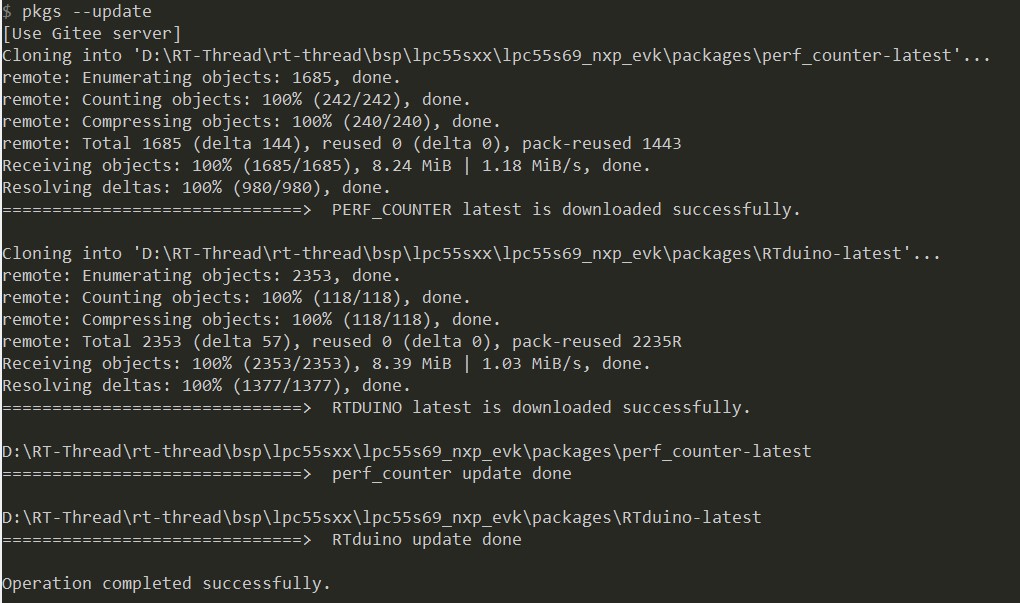 $ pkgs --update
[Use Gitee server]
Cloning into 'D:\RT-Thread\rt-thread\bsp\lpc55sxx\lpc55s69_nxp_evk\packages\perf_counter-latest'...
remote: Enumerating objects: 1685, done.
remote: Counting objects: 100% (242/242), done.
remote: Compressing objects: 100% (240/240), done.
remote: Total 1685 (delta 144), reused 0 (delta 0), pack-reused 1443
Receiving objects: 100% (1685/1685), 8.24 MiB | 1.18 MiB/s, done.
Resolving deltas: 100% (980/980), done.
==============================>  PERF_COUNTER latest is downloaded successfully.
Cloning into 'D:\RT-Thread\rt-thread\bsp\lpc55sxx\lpc55s69_nxp_evk\packages\RTduino-latest'...
remote: Enumerating objects: 2353, done.
remote: Counting objects: 100% (118/118), done.
remote: Compressing objects: 100% (118/118), done.
remote: Total 2353 (delta 57), reused 0 (delta 0), pack-reused 2235R
Receiving objects: 100% (2353/2353), 8.39 MiB | 1.03 MiB/s, done.
Resolving deltas: 100% (1377/1377), done.
==============================>  RTDUINO latest is downloaded successfully.
D:\RT-Thread\rt-thread\bsp\lpc55sxx\lpc55s69_nxp_evk\packages\perf_counter-latest
==============================>  perf_counter update done
D:\RT-Thread\rt-thread\bsp\lpc55sxx\lpc55s69_nxp_evk\packages\RTduino-latest
==============================>  RTduino update done
Operation completed successfully.